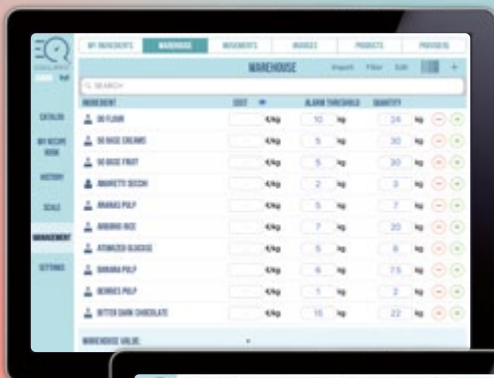 EQ
MY INGREDIENTS WAREHOUSE MOVEMENTS INVOICES PRODUCTS PROVIDERS
WAREHOUSE Import Filter Edit +
SEARCH
INGREDIENT COST ALARM THRESHOLD QUANTITY
CATALOG
MY RECIPE BOOK
HISTORY
SCALE
MANAGEMENT
SETTINGS
00 FLOUR €/kg 10 kg 24 kg − +
50 BASE CREAMS €/kg 5 kg 30 kg − +
50 BASE FRUIT €/kg 5 kg 30 kg − +
AMARETTI SECCHI €/kg 2 kg 3 kg − +
ANANAS PULP €/kg 5 kg 7 kg − +
ARBORIO RICE €/kg 7 kg 20 kg − +
ATOMIZED GLUCOSE €/kg 5 kg 8 kg − +
BANANA PULP €/kg 6 kg 7.5 kg − +
BERRIES PULP €/kg 1 kg 2 kg − +
BITTER DARK CHOCOLATE €/kg 15 kg 22 kg − +
WAREHOUSE VALUE: